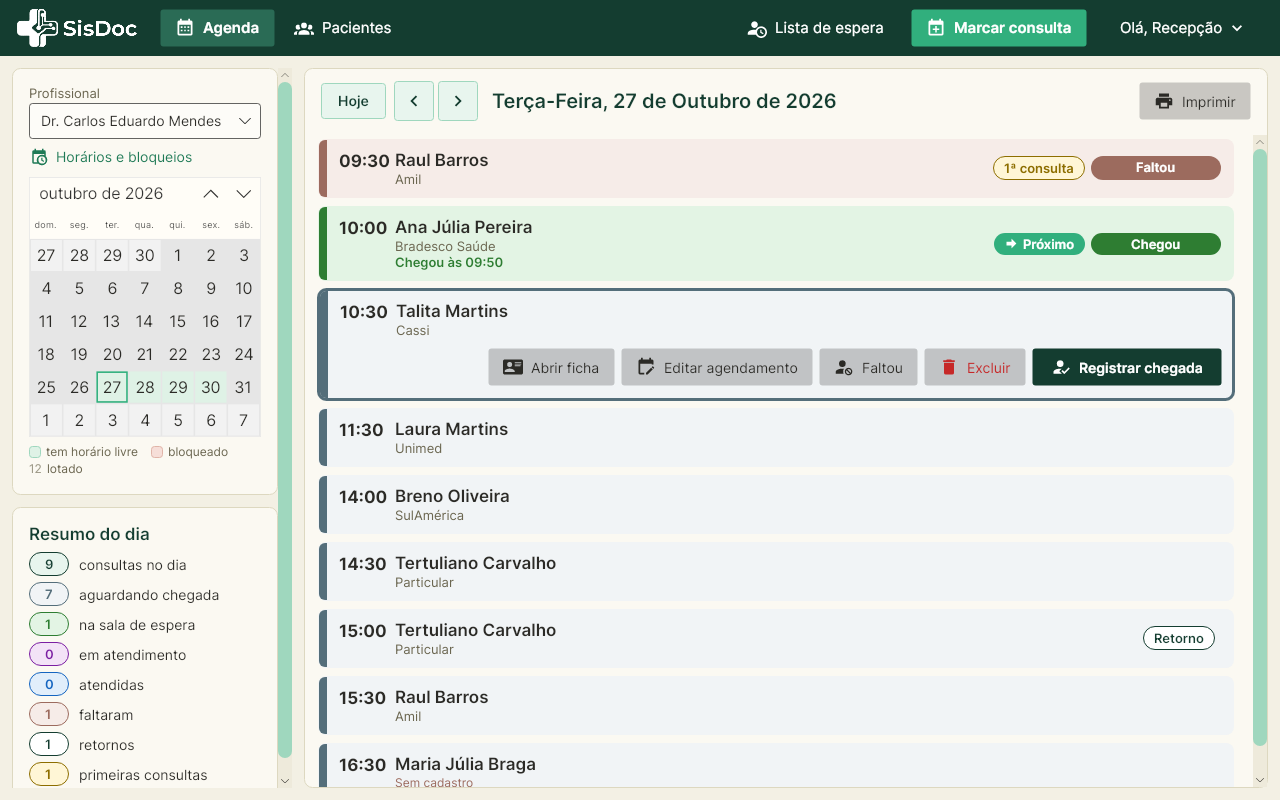 SisDoc
Agenda
Pacientes
Lista de espera
Marcar consulta
Olá, Recepção
Profissional
Dr. Carlos Eduardo Mendes
Horários e bloqueios
outubro de 2026
dom. seg. ter. qua. qui. sex. sáb.
27 28 29 30 1 2 3
4 5 6 7 8 9 10
11 12 13 14 15 16 17
18 19 20 21 22 23 24
25 26 27 28 29 30 31
1 2 3 4 5 6 7
tem horário livre bloqueado
12 lotado
Resumo do dia
9 consultas no dia
7 aguardando chegada
1 na sala de espera
0 em atendimento
0 atendidas
1 faltaram
1 retornos
1 primeiras consultas
Hoje
Terça-Feira, 27 de Outubro de 2026
Imprimir
09:30 Raul Barros
Amil
1ª consulta Faltou
10:00 Ana Júlia Pereira
Bradesco Saúde
Chegou às 09:50
Próximo Chegou
10:30 Talita Martins
Cassi
Abrir ficha Editar agendamento Faltou Excluir Registrar chegada
11:30 Laura Martins
Unimed
14:00 Breno Oliveira
SulAmérica
14:30 Tertuliano Carvalho
Particular
15:00 Tertuliano Carvalho
Particular
Retorno
15:30 Raul Barros
Amil
16:30 Maria Júlia Braga
Sem cadastro